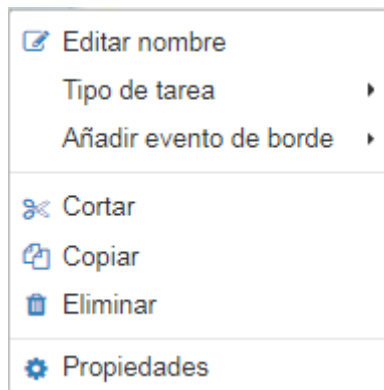 Editar nombre
Tipo de tarea
Añadir evento de borde
Cortar
Copiar
Eliminar
Propiedades